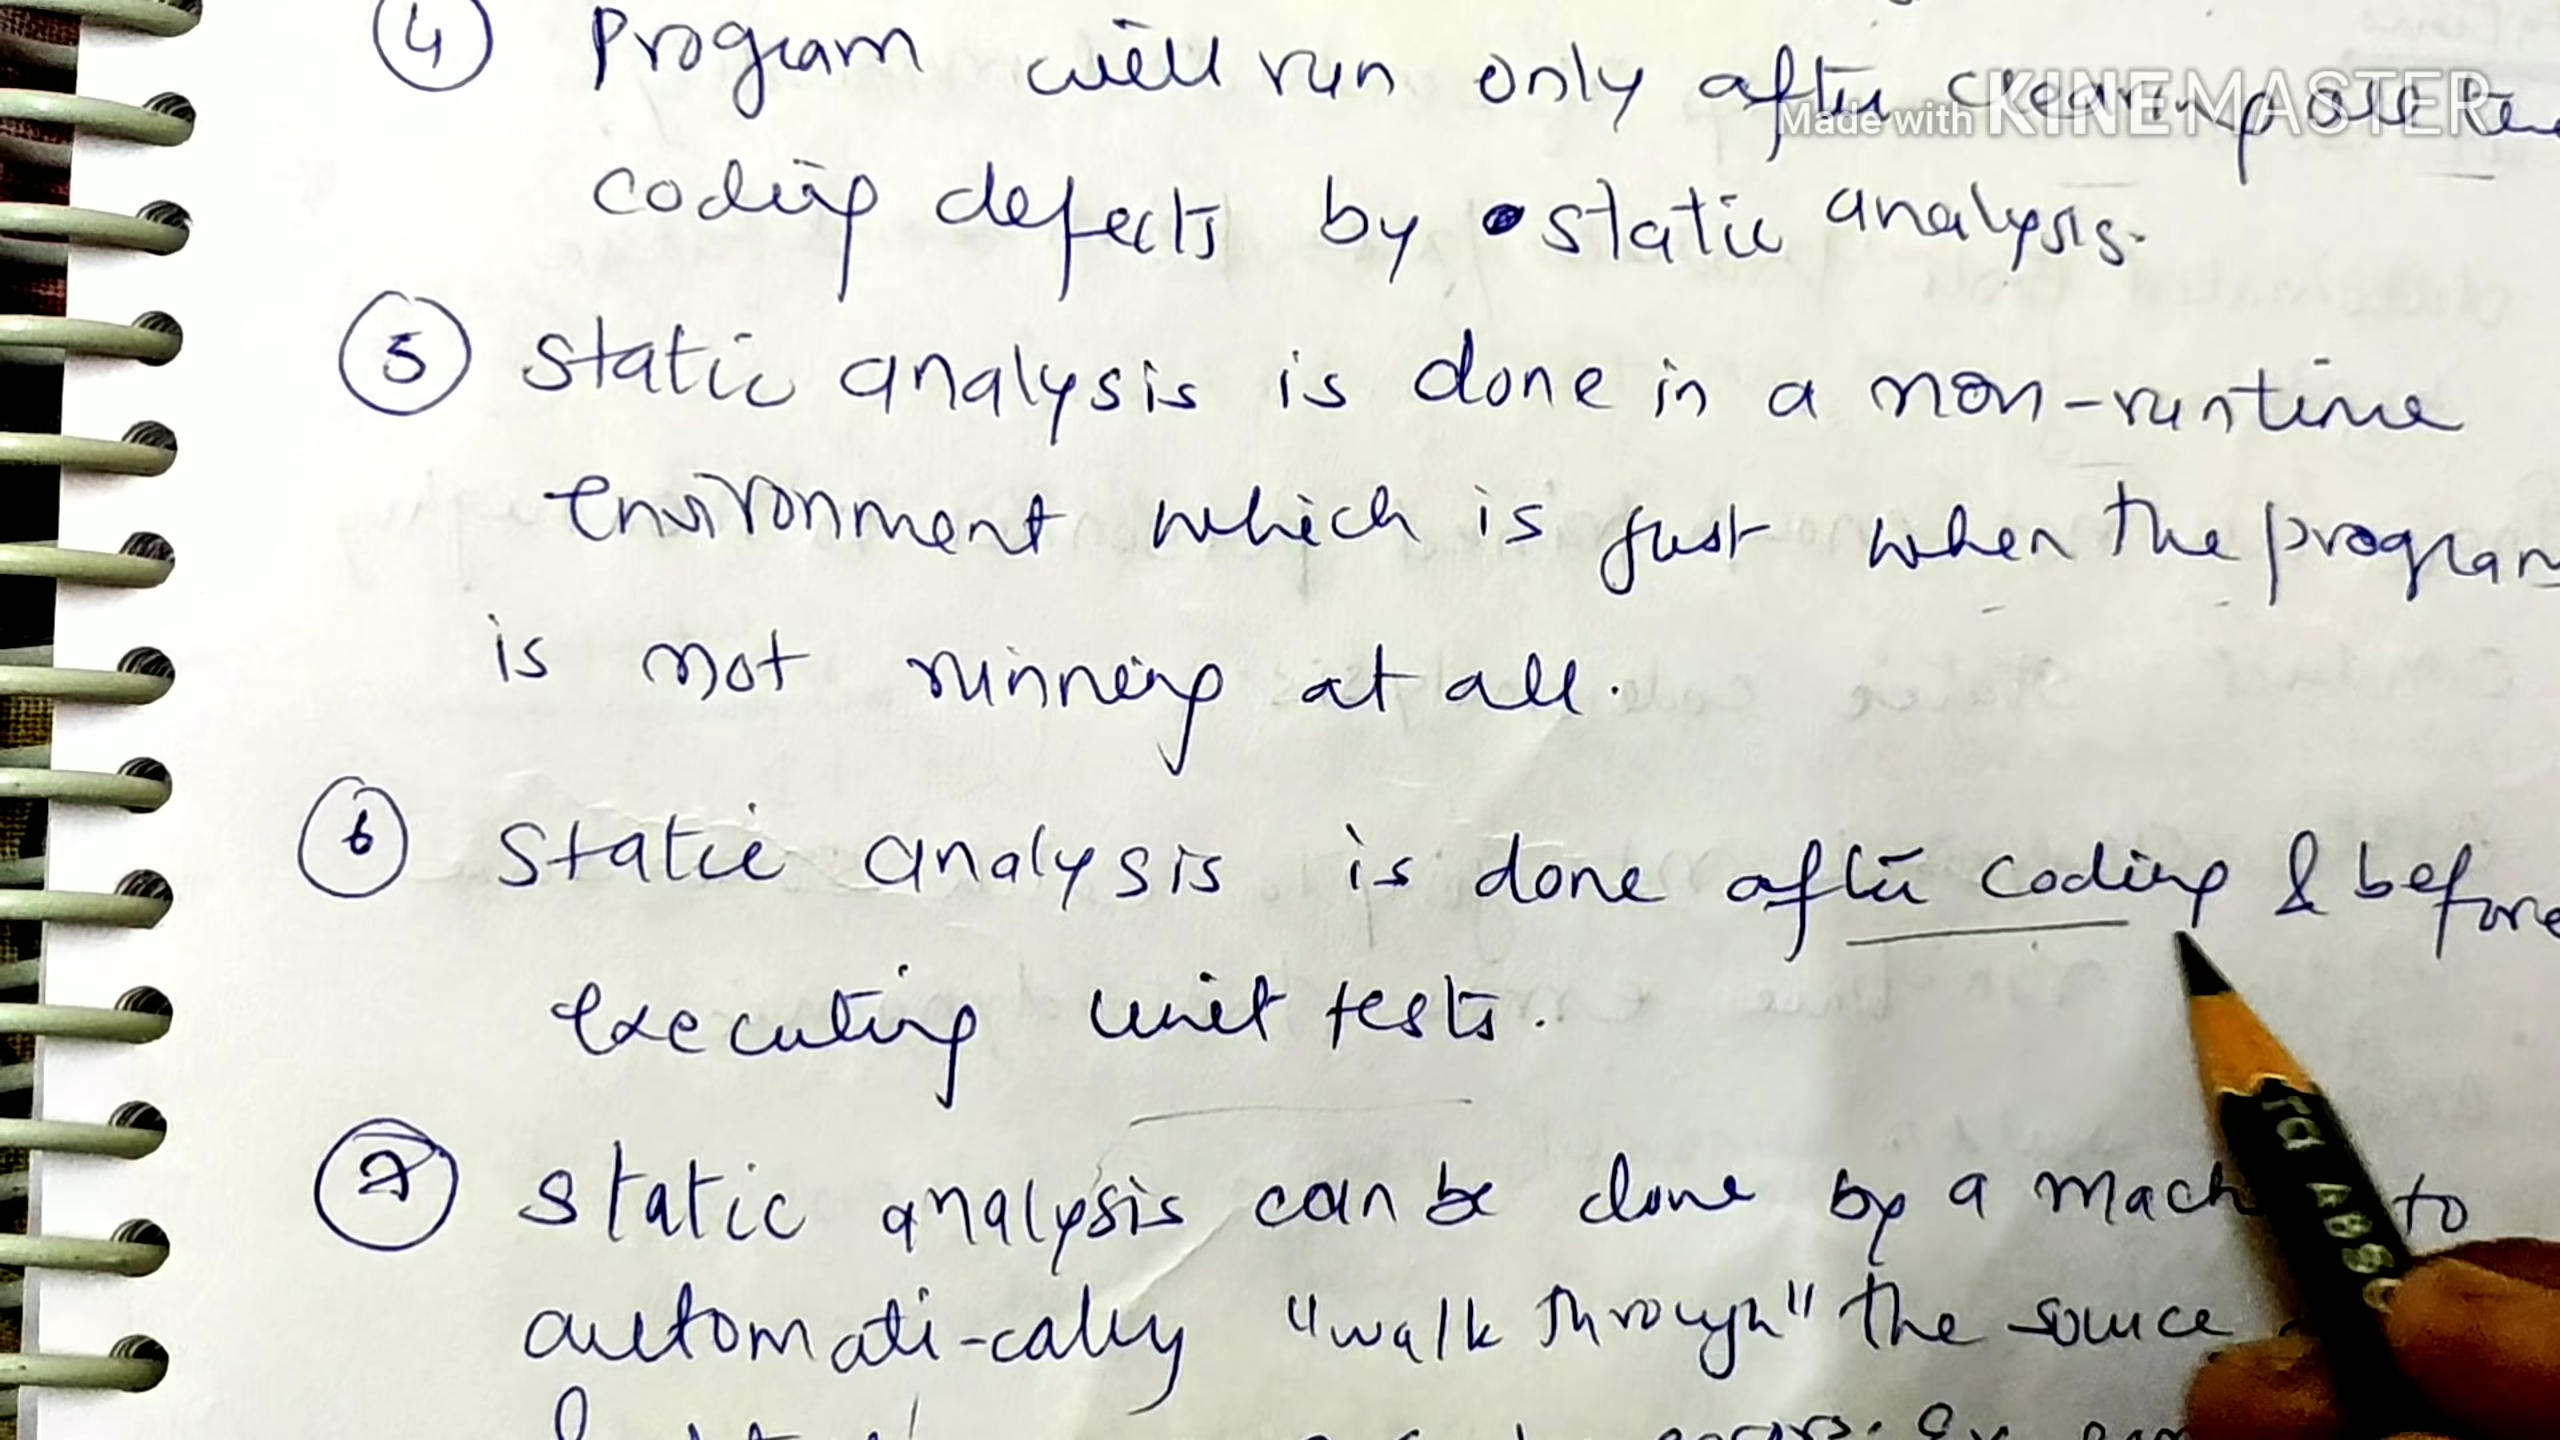 ④ Program will run only after clearing all the
Made with KINEMASTER
coding defects by static analysis.
⑤ Static analysis is done in a non-runtime
environment which is just when the program
is not running at all.
⑥ Static analysis is done after coding & before
executing unit tests.
⑦ Static analysis can be done by a mach to
automati-cally "walk through" the source